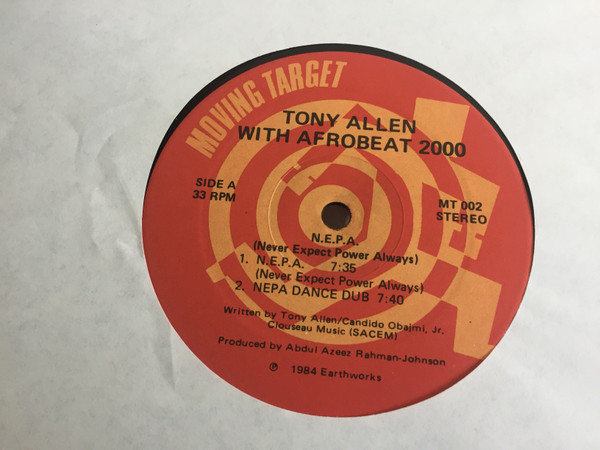 MOVING TARGET
TONY ALLEN
WITH AFROBEAT 2000
SIDE A
33 RPM
MT 002
STEREO
N.E.P.A.
(Never Expect Power Always)
1. N.E.P.A. 7:35
(Never Expect Power Always)
2. NEPA DANCE DUB 7:40
Written by Tony Allen/Candido Obajmi, Jr.
Clouseau Music (SACEM)
Produced by Abdul Azeez Rahman-Johnson
℗ 1984 Earthworks